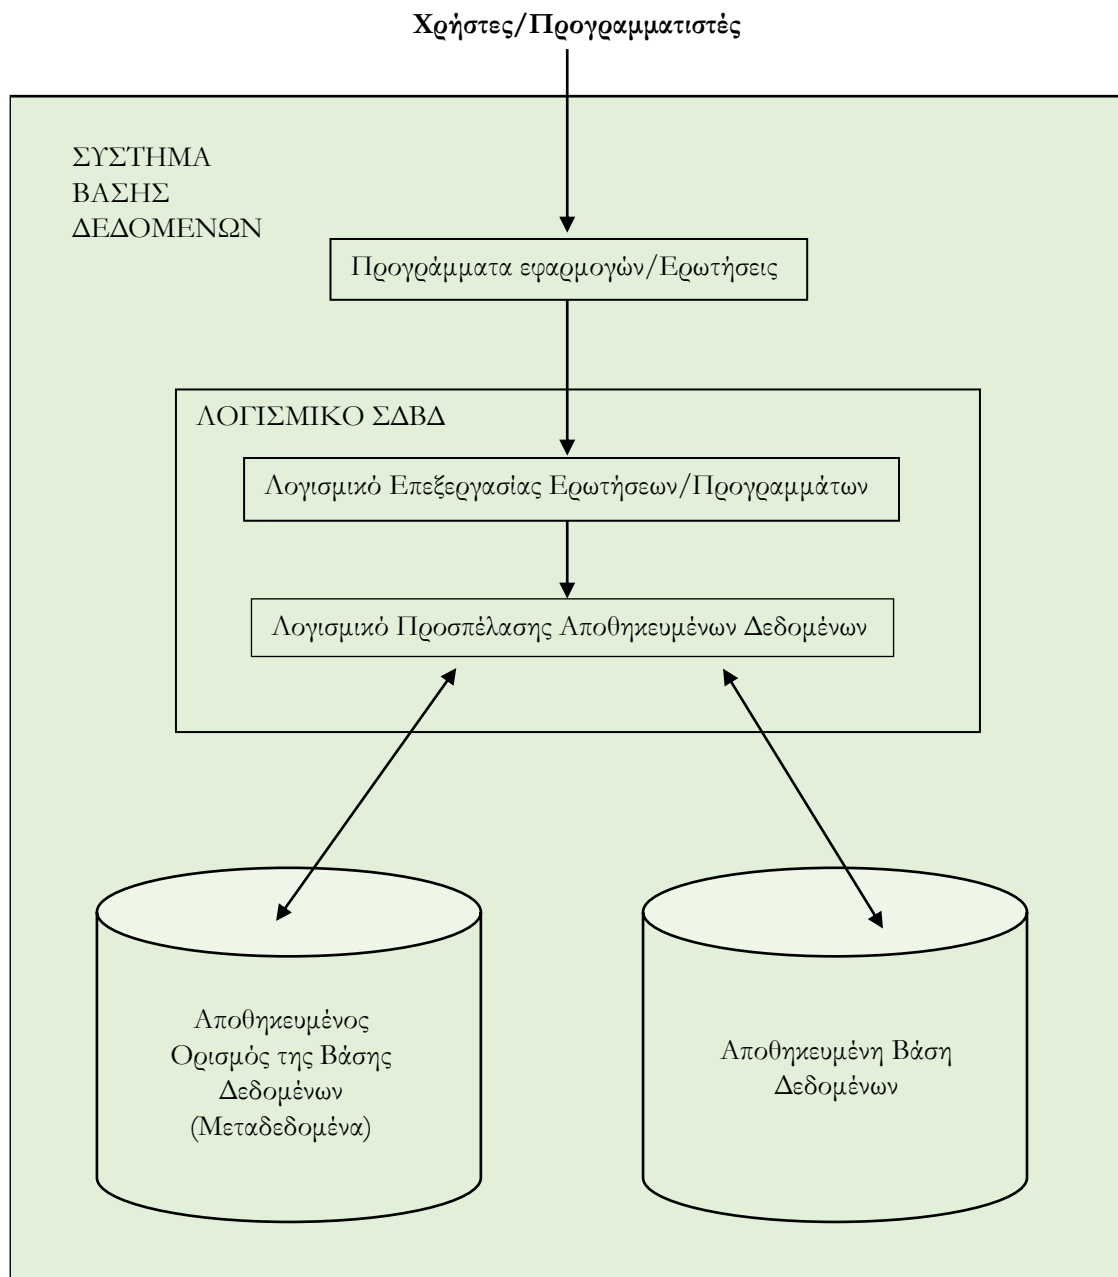 Χρήστες/Προγραμματιστές
ΣΥΣΤΗΜΑ
ΒΑΣΗΣ
ΔΕΔΟΜΕΝΩΝ
Προγράμματα εφαρμογών/Ερωτήσεις
ΛΟΓΙΣΜΙΚΟ ΣΔΒΔ
Λογισμικό Επεξεργασίας Ερωτήσεων/Προγραμμάτων
Λογισμικό Προσπέλασης Αποθηκευμένων Δεδομένων
Αποθηκευμένος
Ορισμός της Βάσης
Δεδομένων
(Μεταδεδομένα)
Αποθηκευμένη Βάση
Δεδομένων